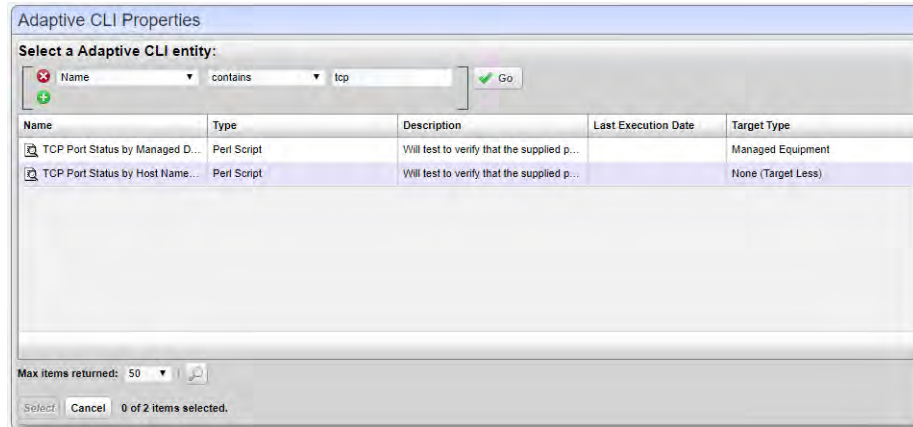 Adaptive CLI Properties
Select a Adaptive CLI entity:
Name contains tcp Go
Name Type Description Last Execution Date Target Type
TCP Port Status by Managed D... Perl Script Will test to verify that the supplied p... Managed Equipment
TCP Port Status by Host Name... Perl Script Will test to verify that the supplied p... None (Target Less)
Max items returned: 50
Select Cancel 0 of 2 items selected.